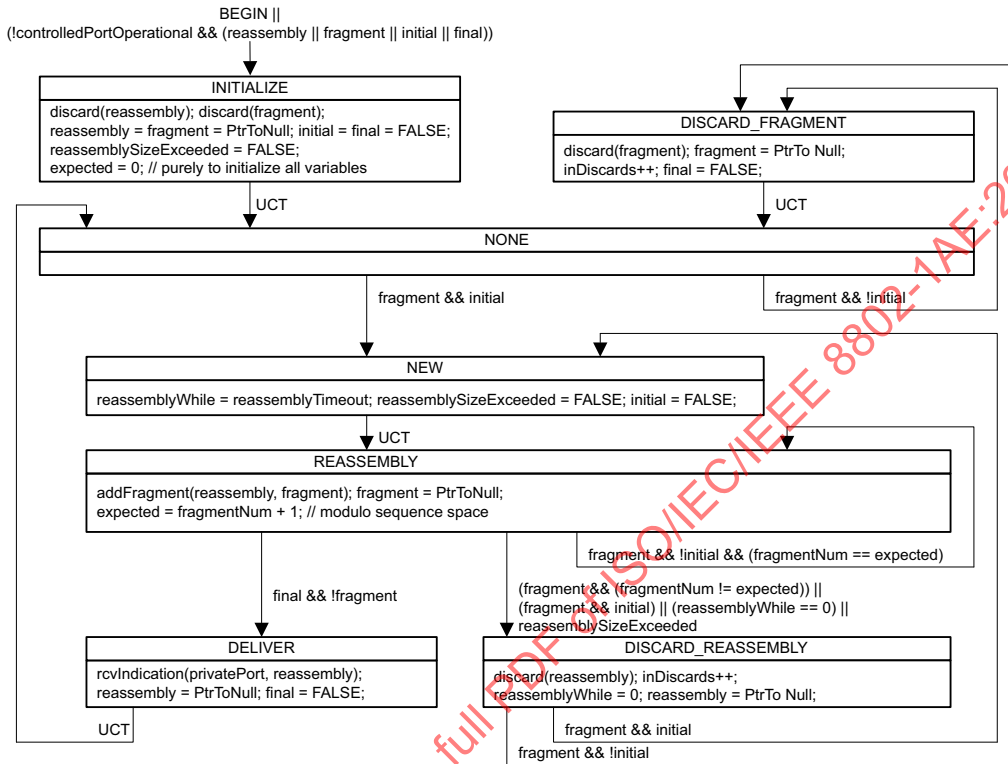 BEGIN ||
(!controlledPortOperational && (reassembly || fragment || initial || final))
INITIALIZE
discard(reassembly); discard(fragment);
reassembly = fragment = PtrToNull; initial = final = FALSE;
reassemblySizeExceeded = FALSE;
expected = 0; // purely to initialize all variables
DISCARD_FRAGMENT
discard(fragment); fragment = PtrTo Null;
inDiscards++; final = FALSE;
UCT
UCT
NONE
fragment && initial
fragment && !initial
NEW
reassemblyWhile = reassemblyTimeout; reassemblySizeExceeded = FALSE; initial = FALSE;
UCT
REASSEMBLY
addFragment(reassembly, fragment); fragment = PtrToNull;
expected = fragmentNum + 1; // modulo sequence space
fragment && !initial && (fragmentNum == expected)
final && !fragment
(fragment && (fragmentNum != expected)) ||
(fragment && initial) || (reassemblyWhile == 0) ||
reassemblySizeExceeded
DELIVER
rcvIndication(privatePort, reassembly);
reassembly = PtrToNull; final = FALSE;
DISCARD_REASSEMBLY
discard(reassembly); inDiscards++;
reassemblyWhile = 0; reassembly = PtrTo Null;
UCT
fragment && initial
fragment && !initial
full PDF of ISO/IEC/IEEE 8802-1AE:20